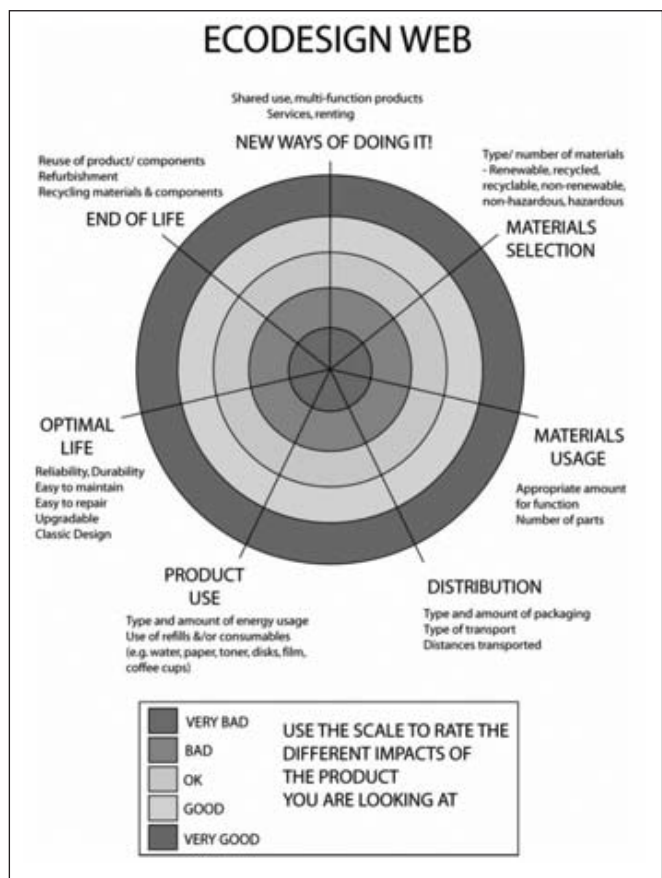 ECODESIGN WEB
Shared use, multi-function products
Services, renting
NEW WAYS OF DOING IT!
Type/ number of materials
- Renewable, recycled,
recyclable, non-renewable,
non-hazardous, hazardous
MATERIALS
SELECTION
Reuse of product/ components
Refurbishment
Recycling materials & components
END OF LIFE
OPTIMAL
LIFE
Reliability, Durability
Easy to maintain
Easy to repair
Upgradable
Classic Design
MATERIALS
USAGE
Appropriate amount
for function
Number of parts
PRODUCT
USE
Type and amount of energy usage
Use of refills &/or consumables
(e.g. water, paper, toner, disks, film,
coffee cups)
DISTRIBUTION
Type and amount of packaging
Type of transport
Distances transported
VERY BAD
BAD
OK
GOOD
VERY GOOD
USE THE SCALE TO RATE THE
DIFFERENT IMPACTS OF
THE PRODUCT
YOU ARE LOOKING AT